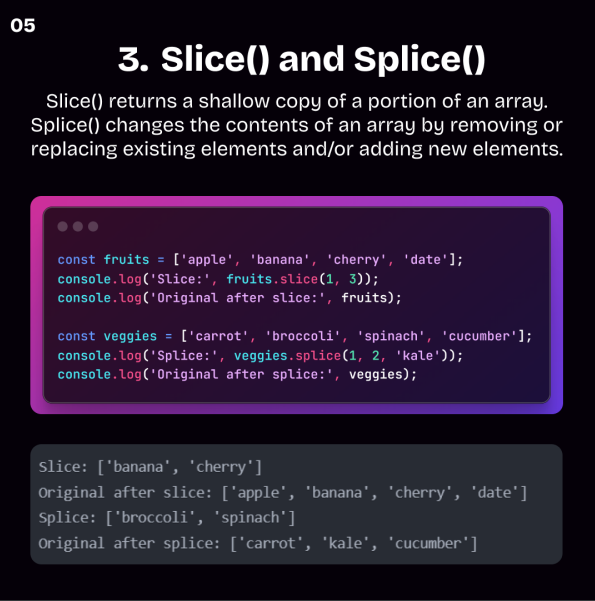 05
3. Slice() and Splice()
Slice() returns a shallow copy of a portion of an array.
Splice() changes the contents of an array by removing or
replacing existing elements and/or adding new elements.
const fruits = ['apple', 'banana', 'cherry', 'date'];
console.log('Slice:', fruits.slice(1, 3));
console.log('Original after slice:', fruits);
const veggies = ['carrot', 'broccoli', 'spinach', 'cucumber'];
console.log('Splice:', veggies.splice(1, 2, 'kale'));
console.log('Original after splice:', veggies);
Slice: ['banana', 'cherry']
Original after slice: ['apple', 'banana', 'cherry', 'date']
Splice: ['broccoli', 'spinach']
Original after splice: ['carrot', 'kale', 'cucumber']